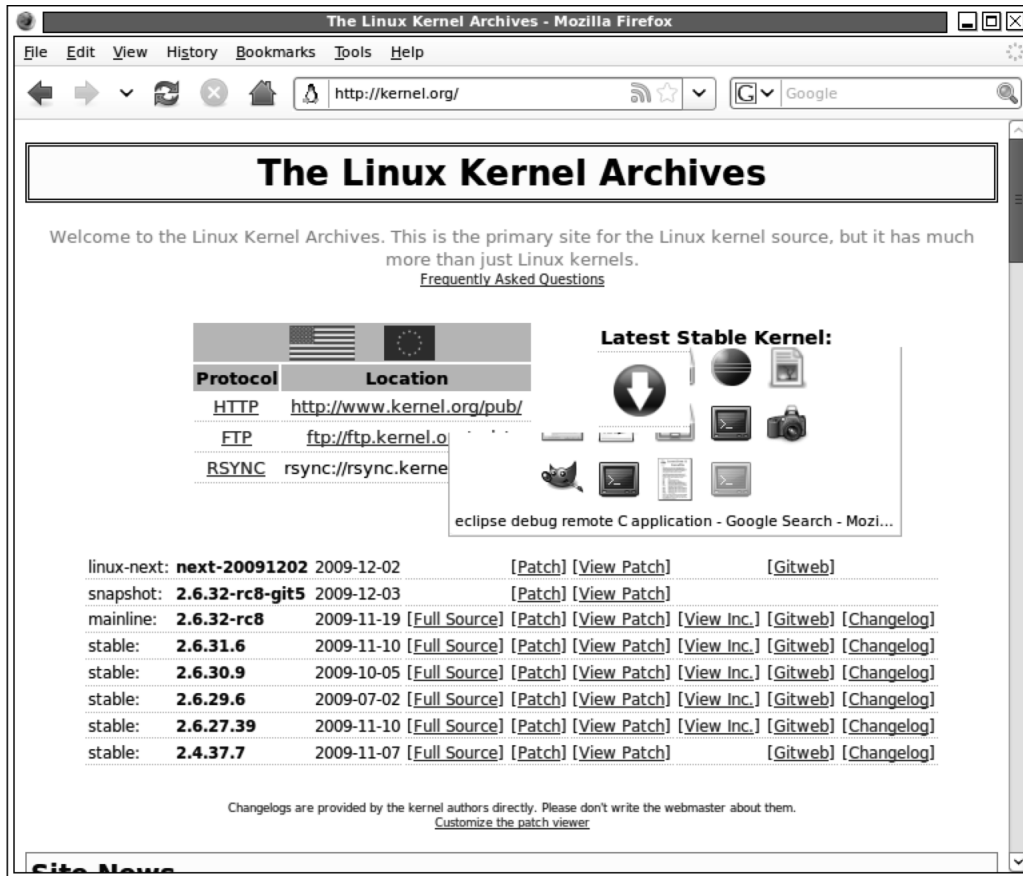 The Linux Kernel Archives - Mozilla Firefox
File Edit View History Bookmarks Tools Help
http://kernel.org/ G Google
The Linux Kernel Archives
Welcome to the Linux Kernel Archives. This is the primary site for the Linux kernel source, but it has much
more than just Linux kernels.
Frequently Asked Questions
Latest Stable Kernel:
Protocol Location
HTTP http://www.kernel.org/pub/
FTP ftp://ftp.kernel.o
RSYNC rsync://rsync.kerne
eclipse debug remote C application - Google Search - Mozi...
linux-next: next-20091202 2009-12-02 [Patch] [View Patch] [Gitweb]
snapshot: 2.6.32-rc8-git5 2009-12-03 [Patch] [View Patch]
mainline: 2.6.32-rc8 2009-11-19 [Full Source] [Patch] [View Patch] [View Inc.] [Gitweb] [Changelog]
stable: 2.6.31.6 2009-11-10 [Full Source] [Patch] [View Patch] [View Inc.] [Gitweb] [Changelog]
stable: 2.6.30.9 2009-10-05 [Full Source] [Patch] [View Patch] [View Inc.] [Gitweb] [Changelog]
stable: 2.6.29.6 2009-07-02 [Full Source] [Patch] [View Patch] [View Inc.] [Gitweb] [Changelog]
stable: 2.6.27.39 2009-11-10 [Full Source] [Patch] [View Patch] [View Inc.] [Gitweb] [Changelog]
stable: 2.4.37.7 2009-11-07 [Full Source] [Patch] [View Patch] [Gitweb] [Changelog]
Changelogs are provided by the kernel authors directly. Please don't write the webmaster about them.
Customize the patch viewer
Site News